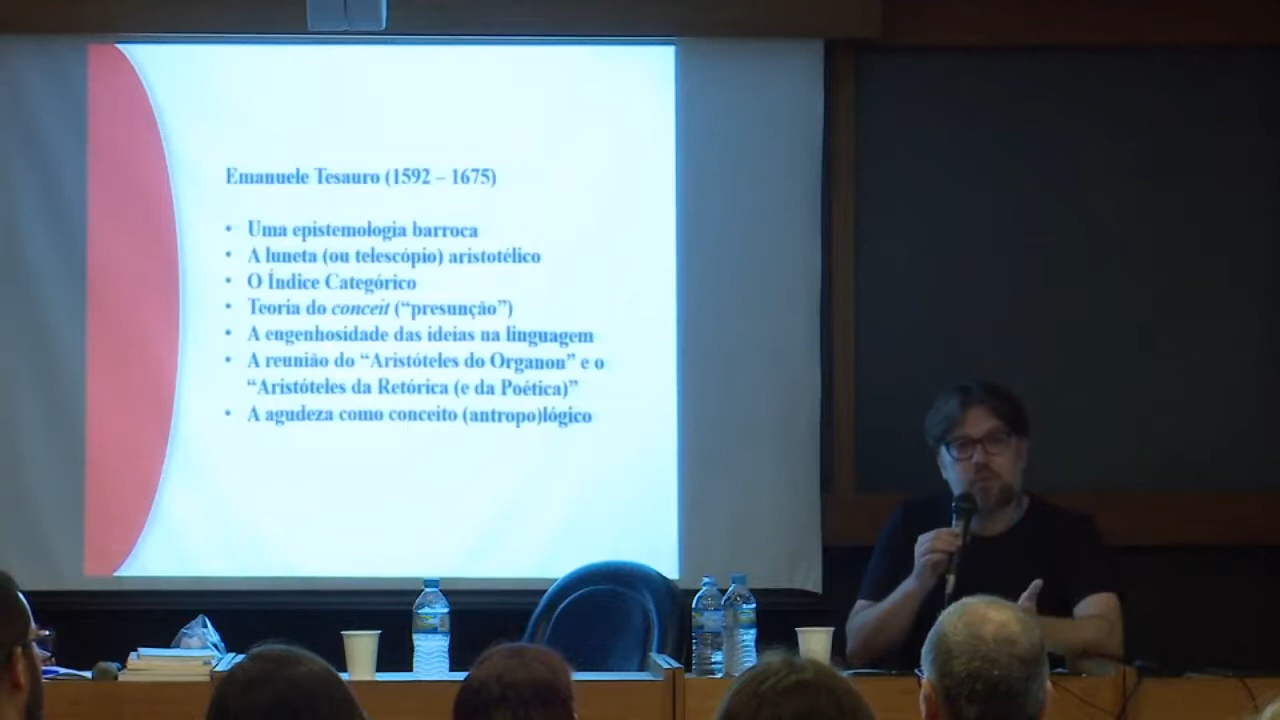 Emanuele Tesauro (1592 – 1675)
• Uma epistemologia barroca
• A luneta (ou telescópio) aristotélico
• O Índice Categórico
• Teoria do conceit (“presunção”)
• A engenhosidade das ideias na linguagem
• A reunião do “Aristóteles do Organon” e o
“Aristóteles da Retórica (e da Poética)”
• A agudeza como conceito (antropo)lógico